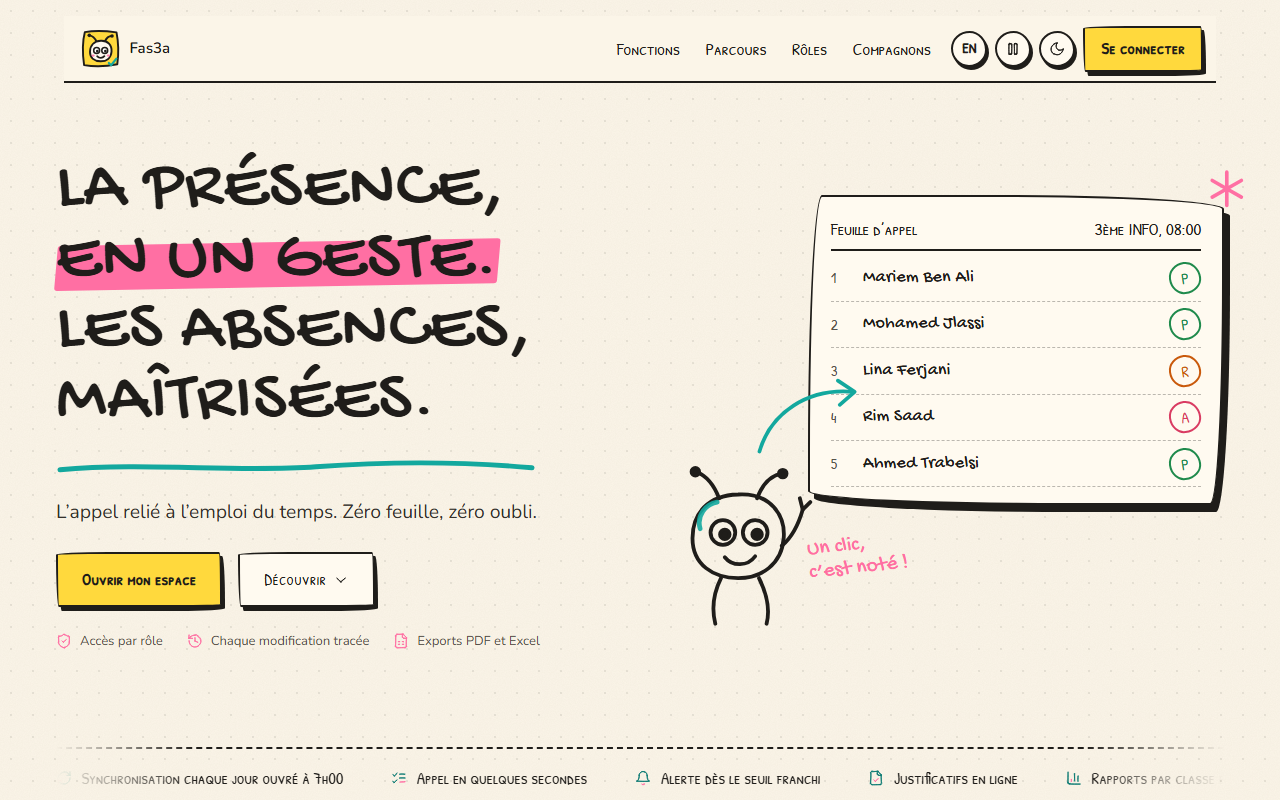 Fas3a
Fonctions Parcours Rôles Compagnons EN Se connecter
LA PRÉSENCE,
EN UN GESTE.
LES ABSENCES,
MAÎTRISÉES.
L’appel relié à l’emploi du temps. Zéro feuille, zéro oubli.
Ouvrir mon espace Découvrir
Accès par rôle Chaque modification tracée Exports PDF et Excel
Feuille d’appel 3ème INFO, 08:00
1 Mariem Ben Ali P
2 Mohamed Jlassi P
3 Lina Ferjani R
4 Rim Saad A
5 Ahmed Trabelsi P
Un clic,
c’est noté !
Synchronisation chaque jour ouvré à 7h00 Appel en quelques secondes Alerte dès le seuil franchi Justificatifs en ligne Rapports par classe